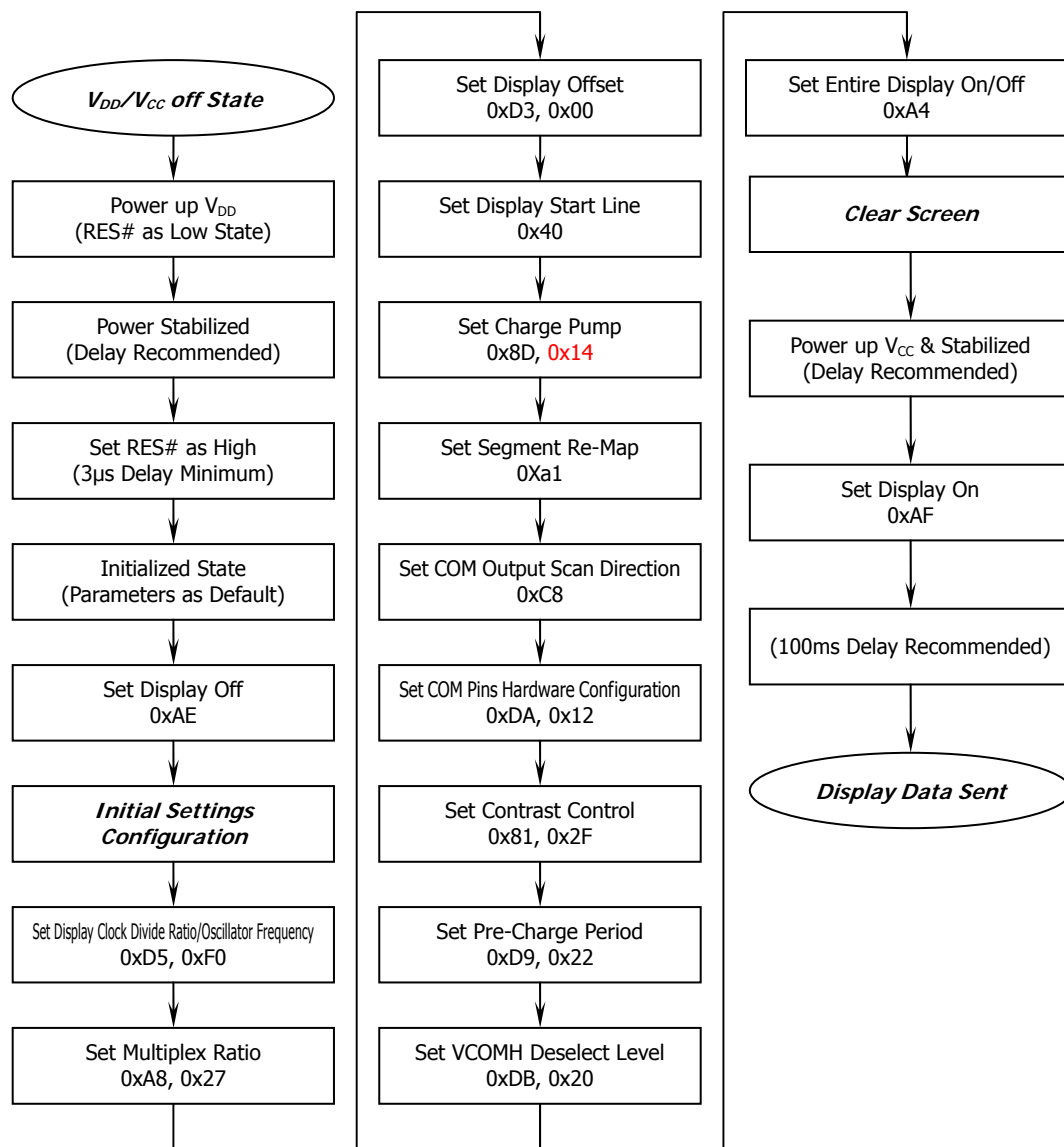 V_DD/V_CC off State
Power up V_DD
(RES# as Low State)
Power Stabilized
(Delay Recommended)
Set RES# as High
(3µs Delay Minimum)
Initialized State
(Parameters as Default)
Set Display Off
0xAE
Initial Settings
Configuration
Set Display Clock Divide Ratio/Oscillator Frequency
0xD5, 0xF0
Set Multiplex Ratio
0xA8, 0x27
Set Display Offset
0xD3, 0x00
Set Display Start Line
0x40
Set Charge Pump
0x8D, 0x14
Set Segment Re-Map
0Xa1
Set COM Output Scan Direction
0xC8
Set COM Pins Hardware Configuration
0xDA, 0x12
Set Contrast Control
0x81, 0x2F
Set Pre-Charge Period
0xD9, 0x22
Set VCOMH Deselect Level
0xDB, 0x20
Set Entire Display On/Off
0xA4
Clear Screen
Power up V_CC & Stabilized
(Delay Recommended)
Set Display On
0xAF
(100ms Delay Recommended)
Display Data Sent